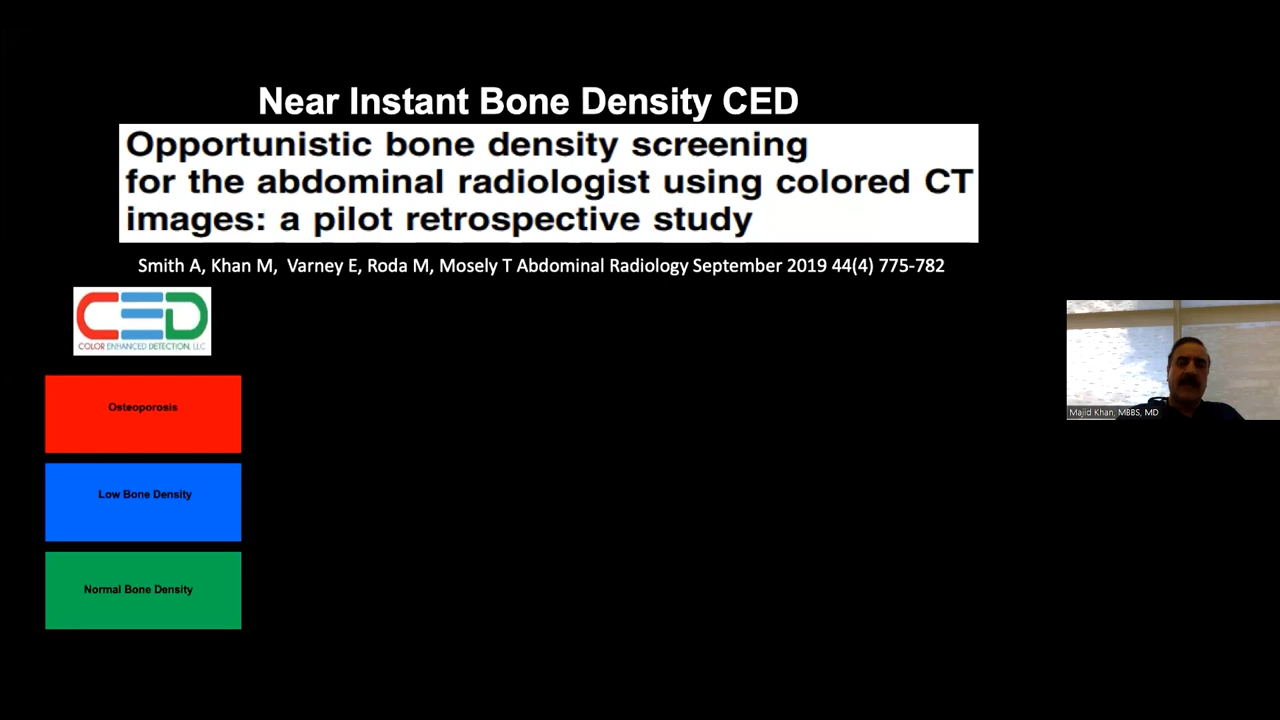 Near Instant Bone Density CED
Opportunistic bone density screening
for the abdominal radiologist using colored CT
images: a pilot retrospective study
Smith A, Khan M, Varney E, Roda M, Mosely T Abdominal Radiology September 2019 44(4) 775-782
CED
COLOR ENHANCED DETECTION, LLC
Osteoporosis
Low Bone Density
Normal Bone Density
Majid Khan, MBBS, MD